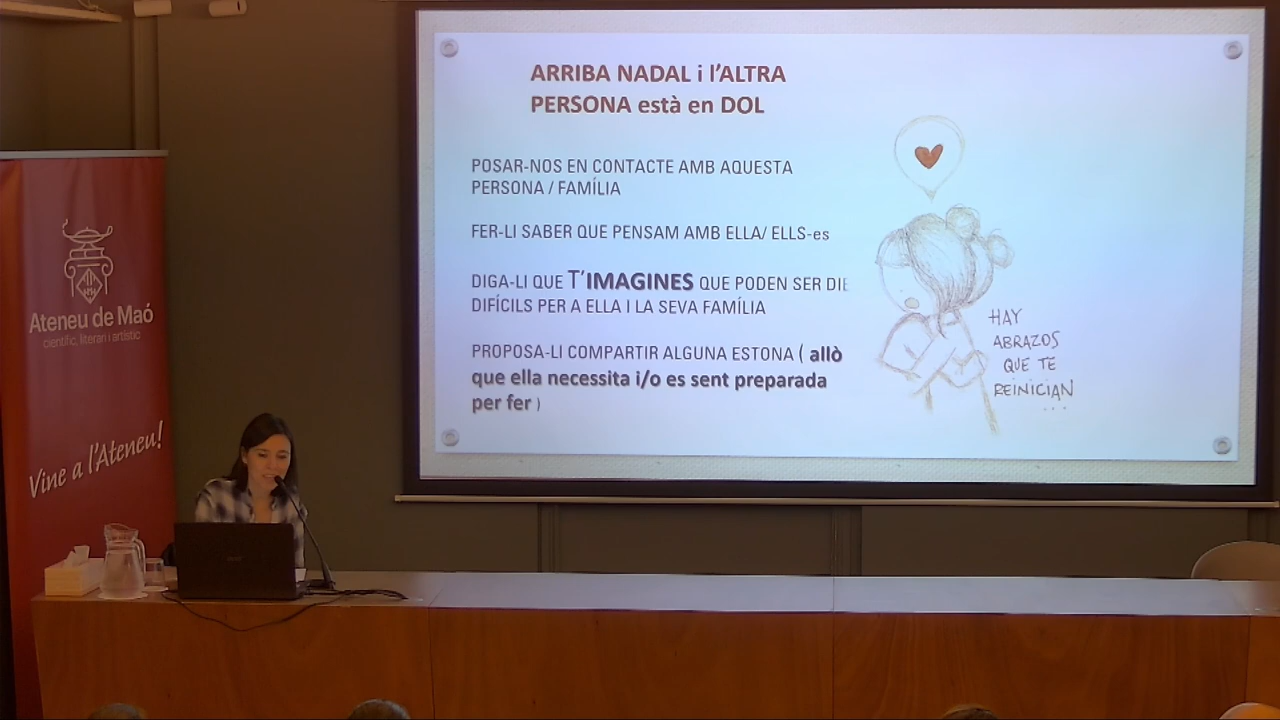 ARRIBA NADAL i l'ALTRA
PERSONA està en DOL
POSAR-NOS EN CONTACTE AMB AQUESTA
PERSONA / FAMÍLIA
FER-LI SABER QUE PENSAM AMB ELLA/ ELLS-es
DIGA-LI QUE T'IMAGINES QUE PODEN SER DIE
DIFÍCILS PER A ELLA I LA SEVA FAMÍLIA
PROPOSA-LI COMPARTIR ALGUNA ESTONA ( allò
que ella necessita i/o es sent preparada
per fer )
HAY
ABRAZOS
QUE TE
REINICIAN
...
Ateneu de Maó
científic, literari i artístic
Vine a l'Ateneu!